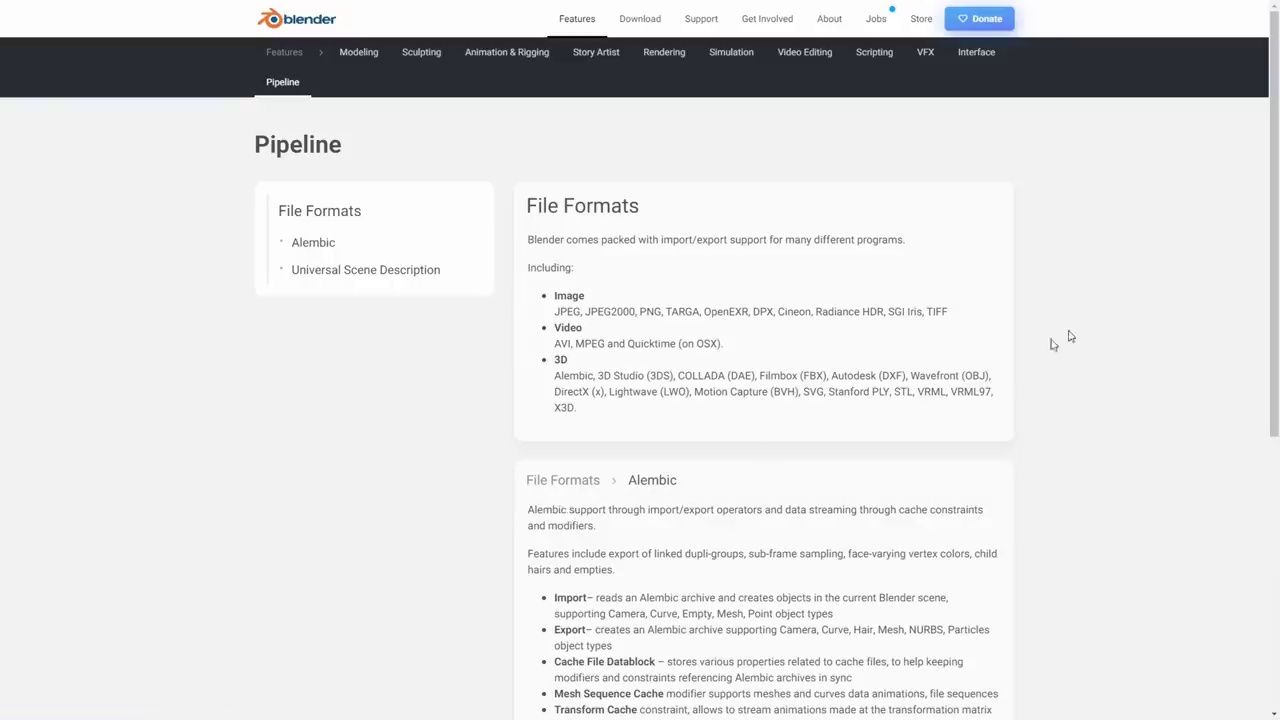 blender
Features
Download
Support
Get Involved
About
Jobs
Store
Donate
Features > Modeling Sculpting Animation & Rigging Story Artist Rendering Simulation Video Editing Scripting VFX Interface
Pipeline
Pipeline
File Formats
Alembic
Universal Scene Description
File Formats
Blender comes packed with import/export support for many different programs.
Including:
Image
JPEG, JPEG2000, PNG, TARGA, OpenEXR, DPX, Cineon, Radiance HDR, SGI Iris, TIFF
Video
AVI, MPEG and Quicktime (on OSX).
3D
Alembic, 3D Studio (3DS), COLLADA (DAE), Filmbox (FBX), Autodesk (DXF), Wavefront (OBJ),
DirectX (x), Lightwave (LWO), Motion Capture (BVH), SVG, Stanford PLY, STL, VRML, VRML97,
X3D.
File Formats > Alembic
Alembic support through import/export operators and data streaming through cache constraints
and modifiers.
Features include export of linked dupli-groups, sub-frame sampling, face-varying vertex colors, child
hairs and empties.
Import– reads an Alembic archive and creates objects in the current Blender scene,
supporting Camera, Curve, Empty, Mesh, Point object types
Export– creates an Alembic archive supporting Camera, Curve, Hair, Mesh, NURBS, Particles
object types
Cache File Datablock – stores various properties related to cache files, to help keeping
modifiers and constraints referencing Alembic archives in sync
Mesh Sequence Cache modifier supports meshes and curves data animations, file sequences
Transform Cache constraint, allows to stream animations made at the transformation matrix